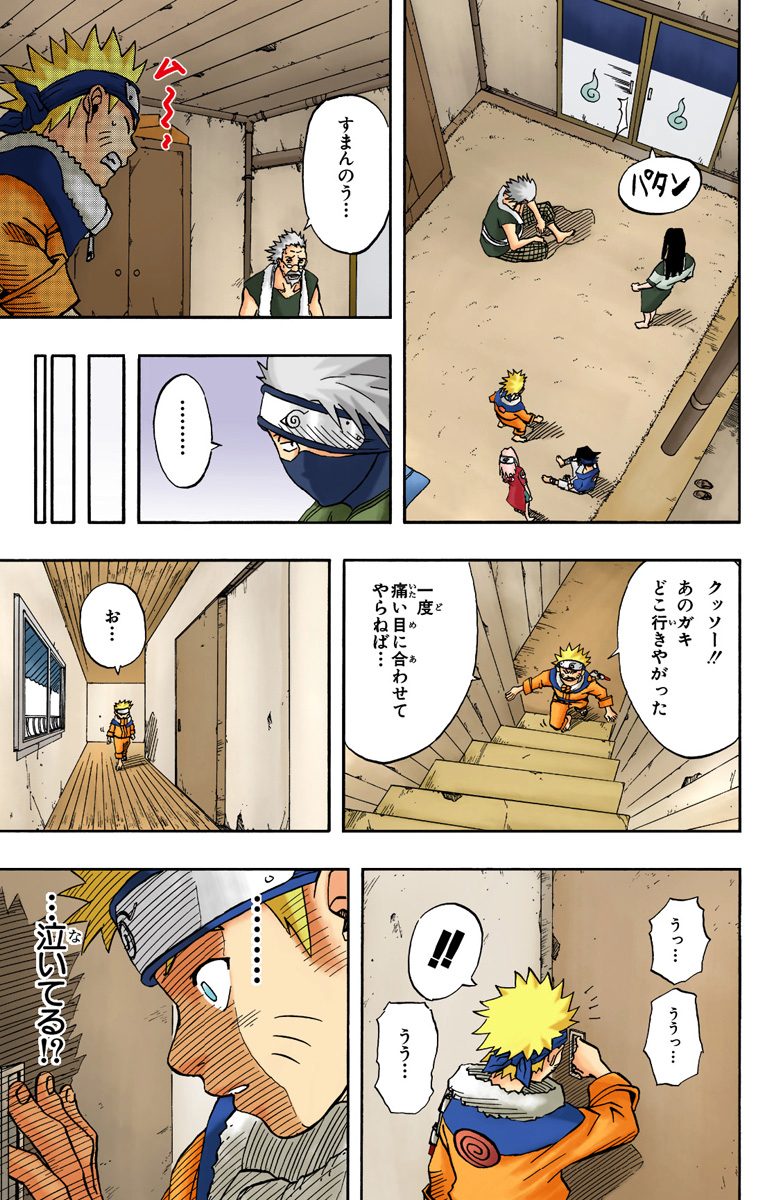 パタン
すまんのう…
ムー～～
………
クッソー!!
あのガキ
どこ行きやがった
一度
痛い目に合わせて
やらねば…
お…
うっ…
ううっ…
!!
うう…
………
…泣いてる!?